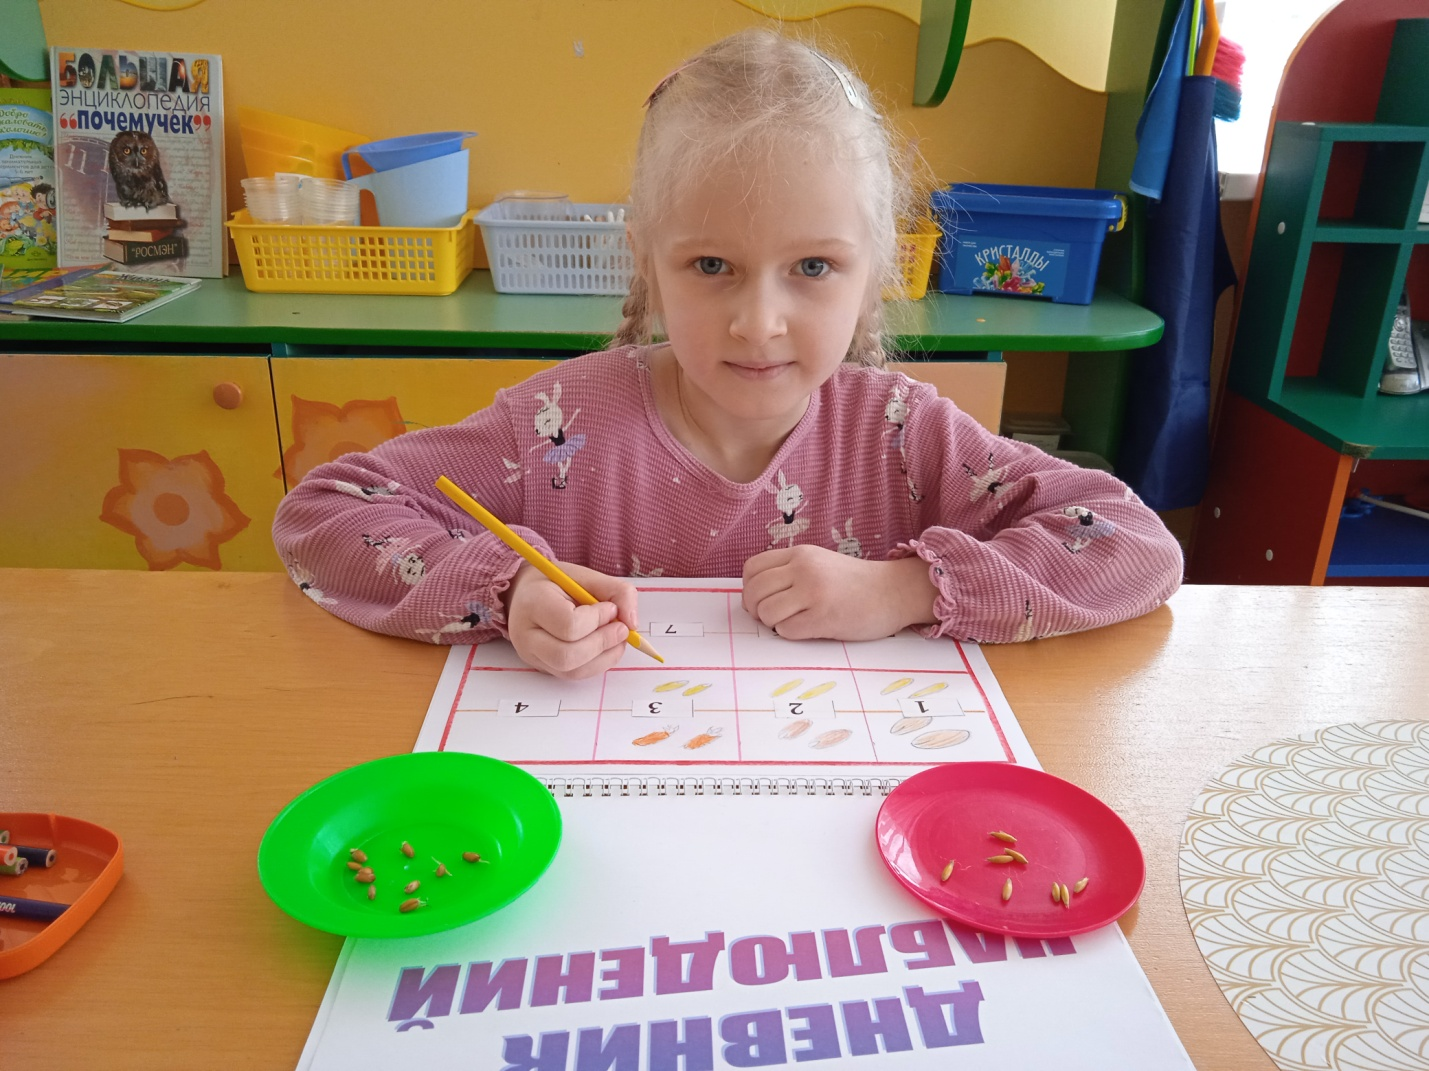 БОЛЬШАЯ
ЭНЦИКЛОПЕДИЯ
"ПОЧЕМУЧЕК"
"РОСМЭН"
КРИСТАЛДЫ
1
2
3
4
7
ДНЕВНИК
НАБЛЮДЕНИЙ